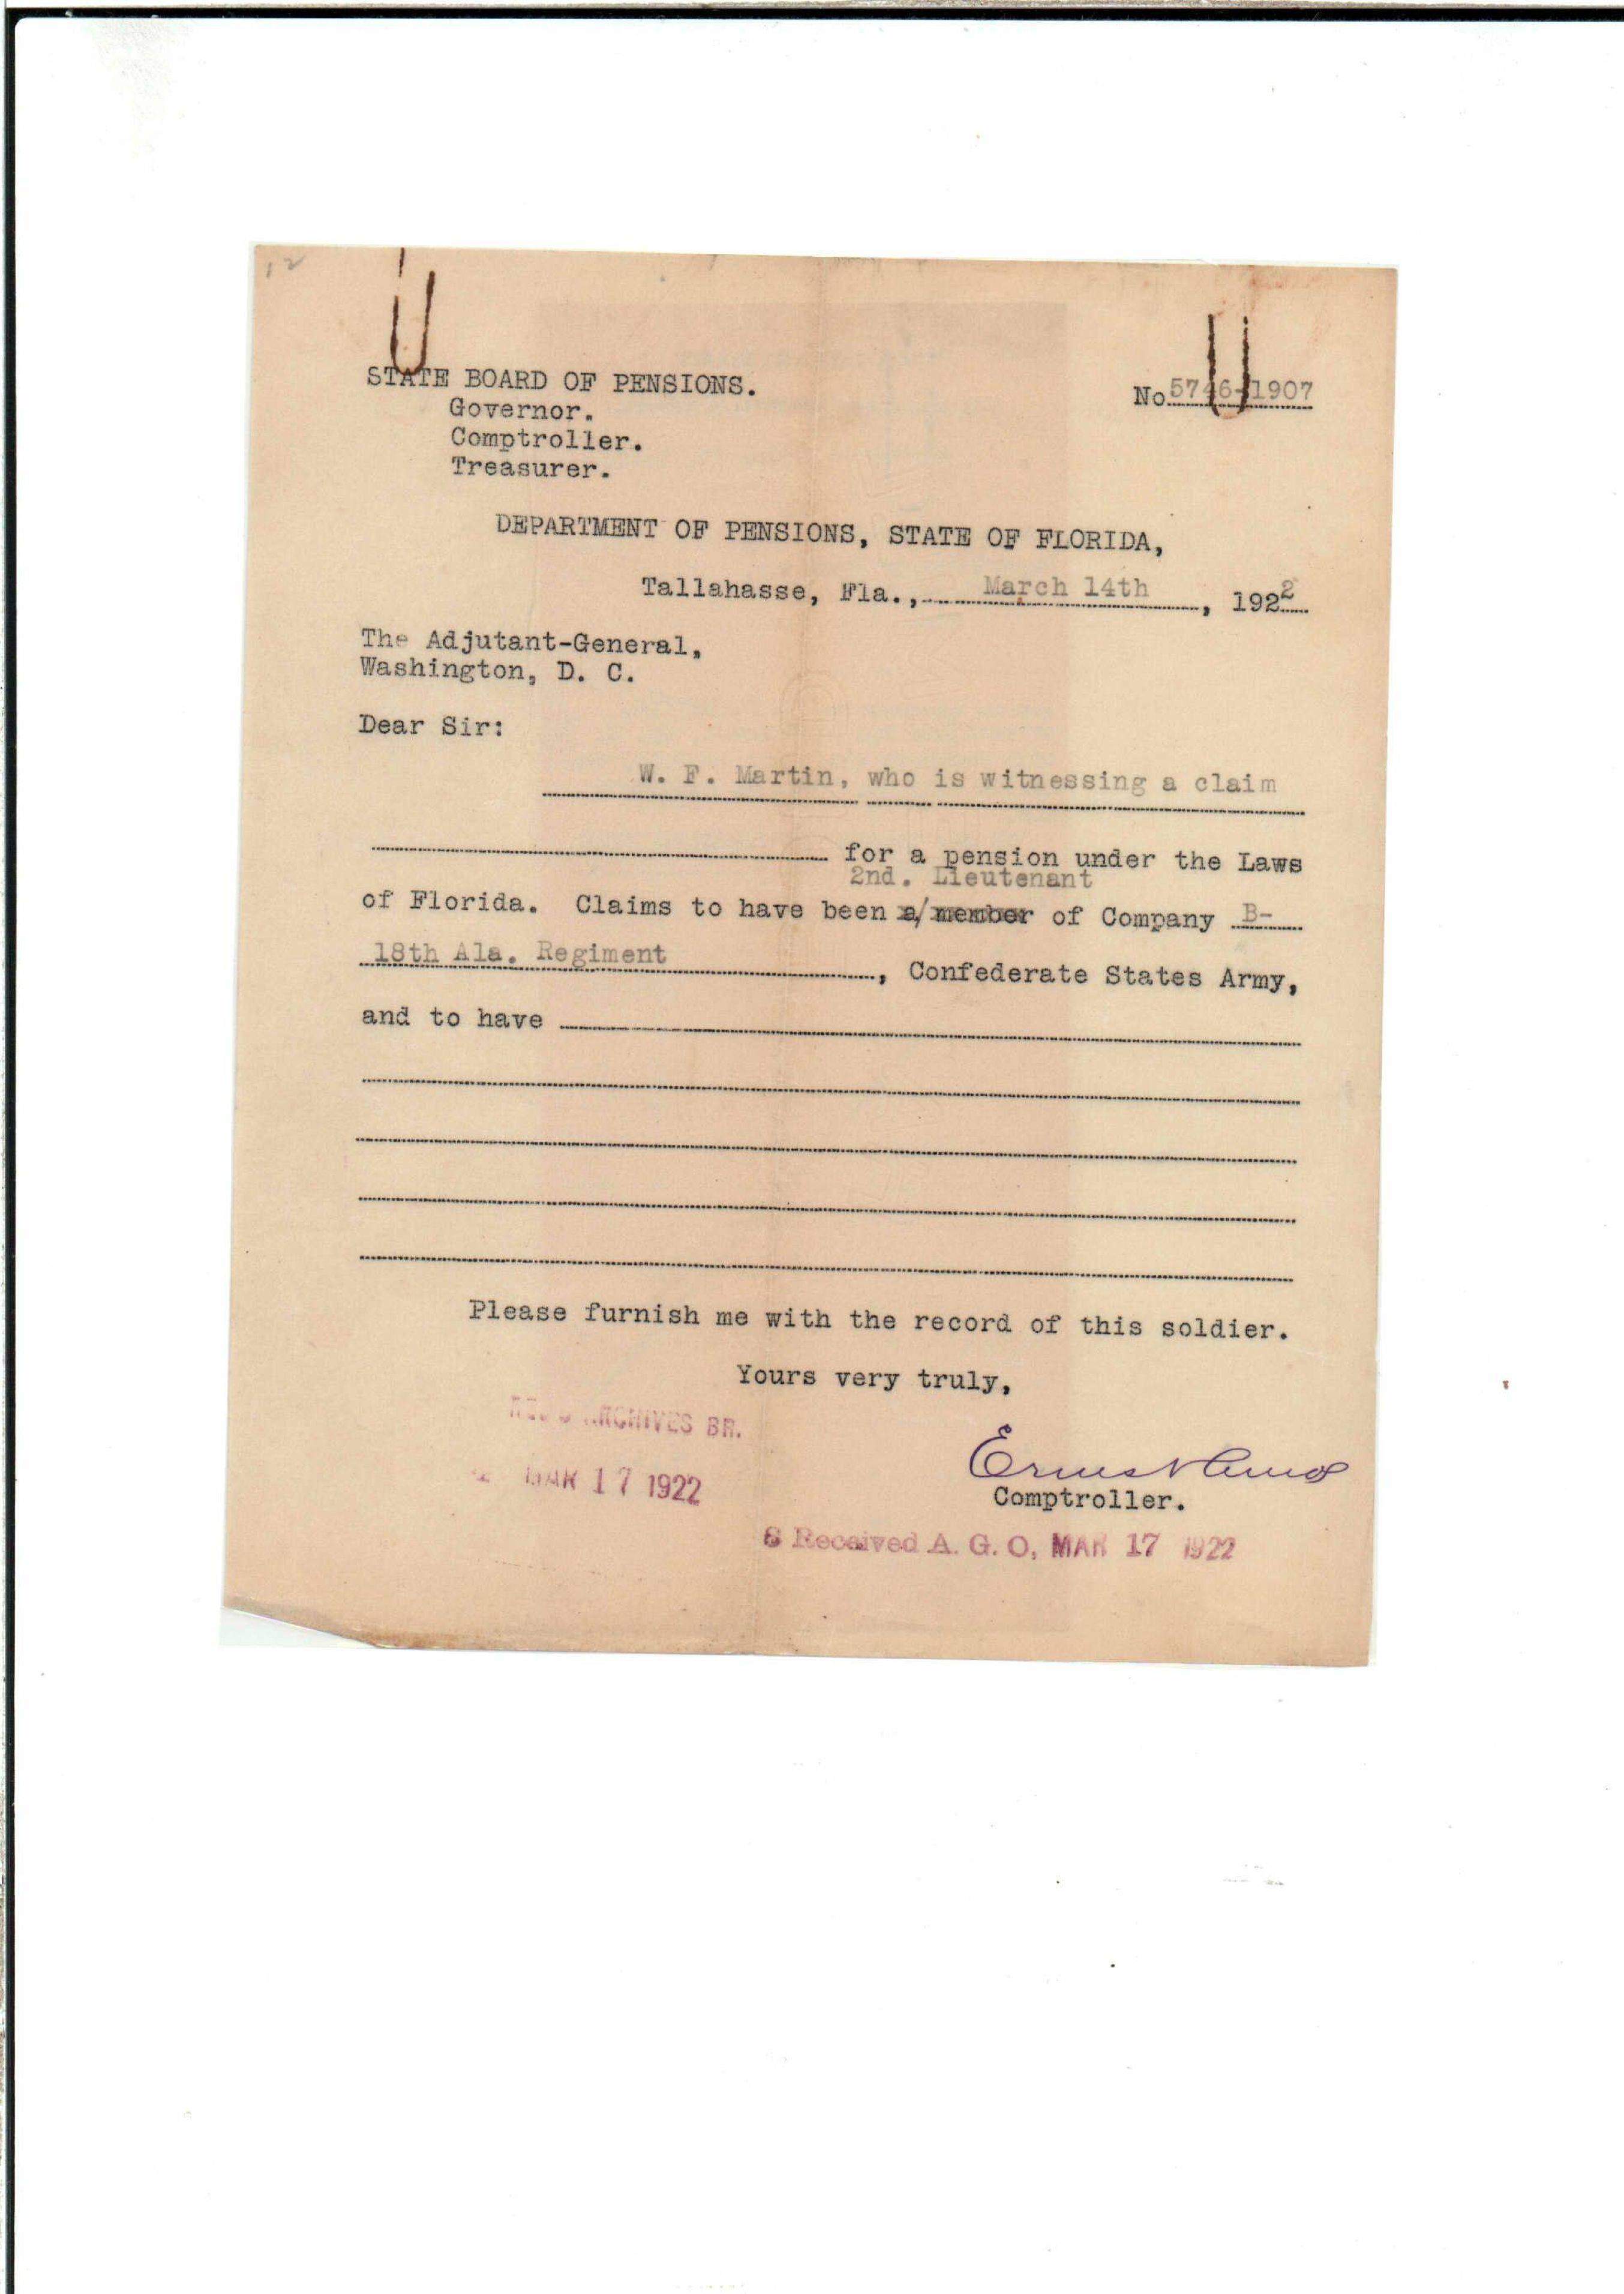 12
STATE BOARD OF PENSIONS.
No. 5746-1907
Governor.
Comptroller.
Treasurer.
DEPARTMENT OF PENSIONS, STATE OF FLORIDA,
Tallahasse, Fla., March 14th, 1922
The Adjutant-General,
Washington, D. C.
Dear Sir:
W. F. Martin, who is witnessing a claim
for a pension under the Laws
2nd. Lieutenant
of Florida. Claims to have been a/member of Company B-
18th Ala. Regiment, Confederate States Army,
and to have
Please furnish me with the record of this soldier.
Yours very truly,
ARCHIVES BR.
Ernest Amos
MAR 17 1922
Comptroller.
8 Received A. G. O. MAR 17 1922